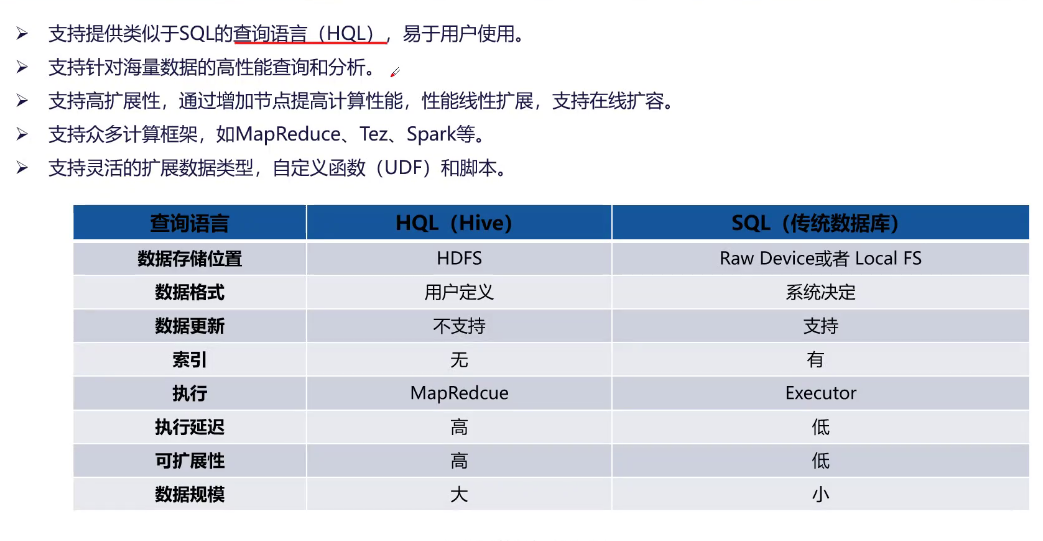 ➢ 支持提供类似于SQL的查询语言（HQL），易于用户使用。
➢ 支持针对海量数据的高性能查询和分析。
➢ 支持高扩展性，通过增加节点提高计算性能，性能线性扩展，支持在线扩容。
➢ 支持众多计算框架，如MapReduce、Tez、Spark等。
➢ 支持灵活的扩展数据类型，自定义函数（UDF）和脚本。
查询语言 HQL（Hive） SQL（传统数据库）
数据存储位置 HDFS Raw Device或者 Local FS
数据格式 用户定义 系统决定
数据更新 不支持 支持
索引 无 有
执行 MapRedcue Executor
执行延迟 高 低
可扩展性 高 低
数据规模 大 小